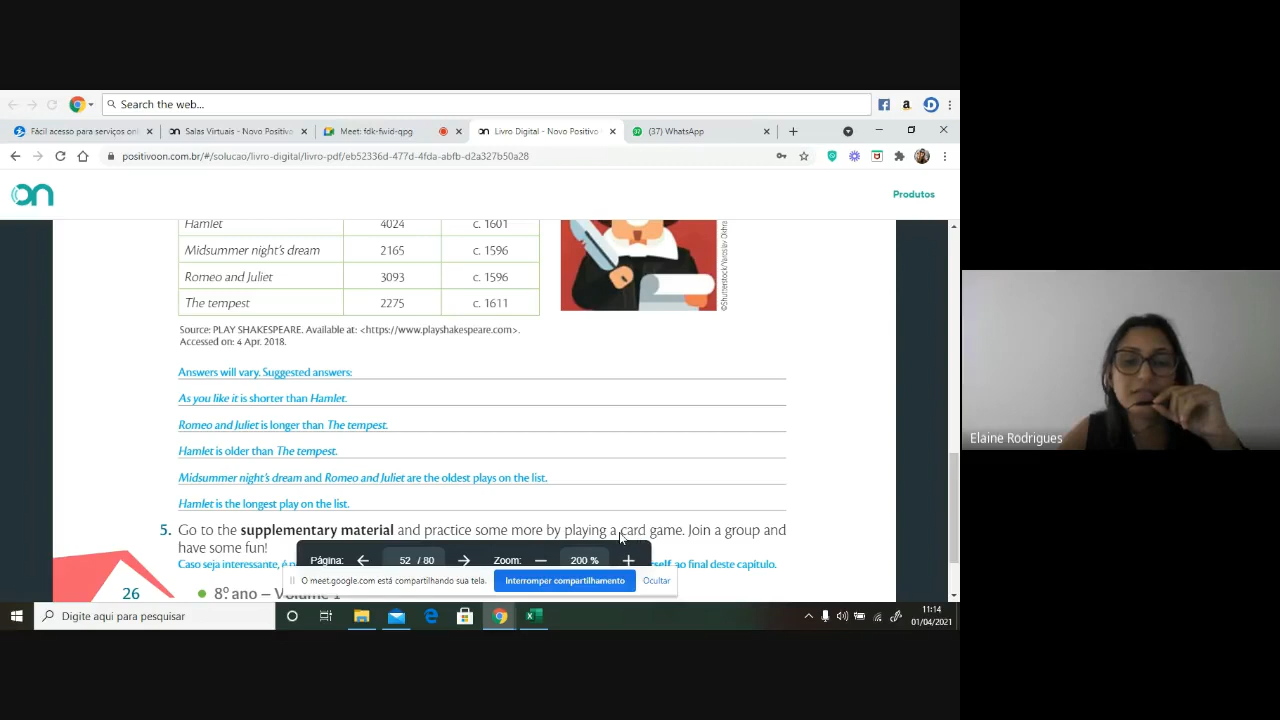 Search the web...
Fácil acesso para serviços onl
Salas Virtuais - Novo Positivo
Meet: fdk-fwid-qpg
Livro Digital - Novo Positivo
(37) WhatsApp
positivoon.com.br/#/solucao/livro-digital/livro-pdf/eb52336d-477d-4fda-abfb-d2a327b50a28
on
Produtos
Hamlet 4024 c. 1601
Midsummer night's dream 2165 c. 1596
Romeo and Juliet 3093 c. 1596
The tempest 2275 c. 1611
©Shutterstock/Yaroslav
Source: PLAY SHAKESPEARE. Available at: <https://www.playshakespeare.com>.
Accessed on: 4 Apr. 2018.
Answers will vary. Suggested answers:
As you like it is shorter than Hamlet.
Romeo and Juliet is longer than The tempest.
Hamlet is older than The tempest.
Midsummer night's dream and Romeo and Juliet are the oldest plays on the list.
Hamlet is the longest play on the list.
5. Go to the supplementary material and practice some more by playing a card game. Join a group and
have some fun!
Caso seja interessante, ao final deste capítulo.
Página: 52 / 80 Zoom: 200 %
O meet.google.com está compartilhando sua tela. Interromper compartilhamento Ocultar
26 8º. ano – Volume 1
Digite aqui para pesquisar
11:14
01/04/2021
Elaine Rodrigues